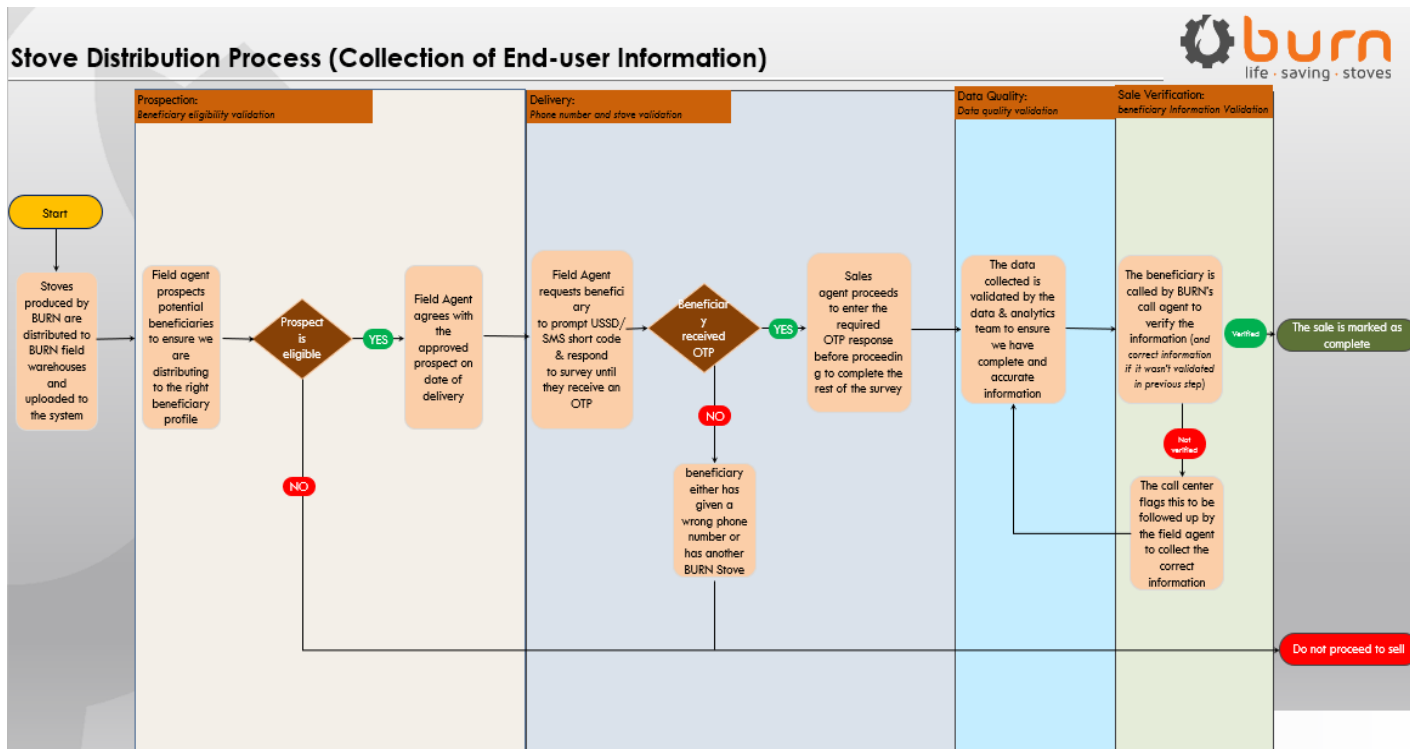 Stove Distribution Process (Collection of End-user Information)
burn
life · saving · stoves
Prospection:
Beneficiary eligibility validation
Delivery:
Phone number and stove validation
Data Quality:
Data quality validation
Sale Verification:
beneficiary Information Validation
Start
Stoves
produced by
BURN are
distributed to
BURN field
warehouses
and
uploaded to
the system
Field agent
prospects
potential
beneficiaries
to ensure we
are
distributing
to the right
beneficiary
profile
Prospect
is
eligible
YES
NO
Field Agent
agrees with
the
approved
prospect on
date of
delivery
Field Agent
requests benefici
ary
to prompt USSD/
SMS short code
& respond
to survey until
they receive an
OTP
Beneficiar
y
received
OTP
YES
NO
beneficiary
either has
given a
wrong phone
number or
has another
BURN Stove
Sales
agent proceeds
to enter the
required
OTP response
before proceedin
g to complete the
rest of the survey
The data
collected is
validated by the
data & analytics
team to ensure
we have
complete and
accurate
information
The beneficiary is
called by BURN's
call agent to
verify the
information (and
correct information
if it wasn't validated
in previous step)
Verified
Not
verified
The call center
flags this to be
followed up by
the field agent
to collect the
correct
information
The sale is marked as
complete
Do not proceed to sell